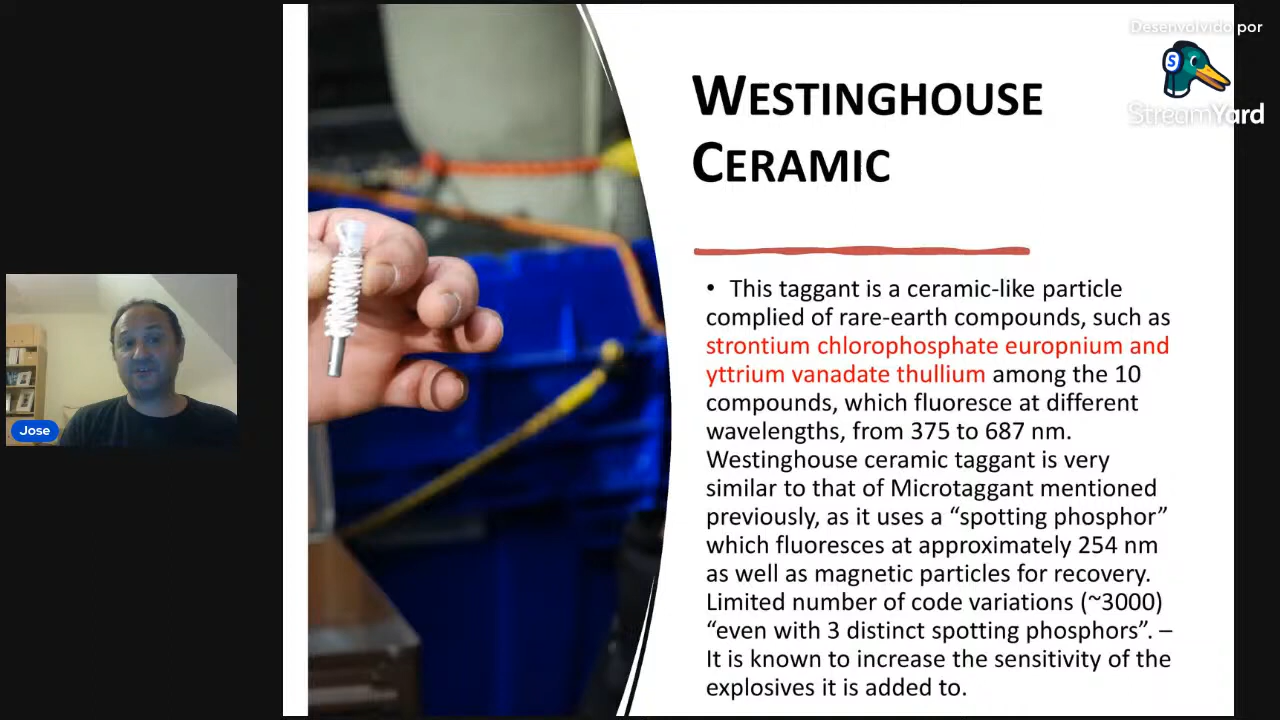 Desenvolvido por
StreamYard
WESTINGHOUSE
CERAMIC
• This taggant is a ceramic-like particle
complied of rare-earth compounds, such as
strontium chlorophosphate europnium and
yttrium vanadate thullium among the 10
compounds, which fluoresce at different
wavelengths, from 375 to 687 nm.
Westinghouse ceramic taggant is very
similar to that of Microtaggant mentioned
previously, as it uses a “spotting phosphor”
which fluoresces at approximately 254 nm
as well as magnetic particles for recovery.
Limited number of code variations (~3000)
“even with 3 distinct spotting phosphors”. –
It is known to increase the sensitivity of the
explosives it is added to.
Jose